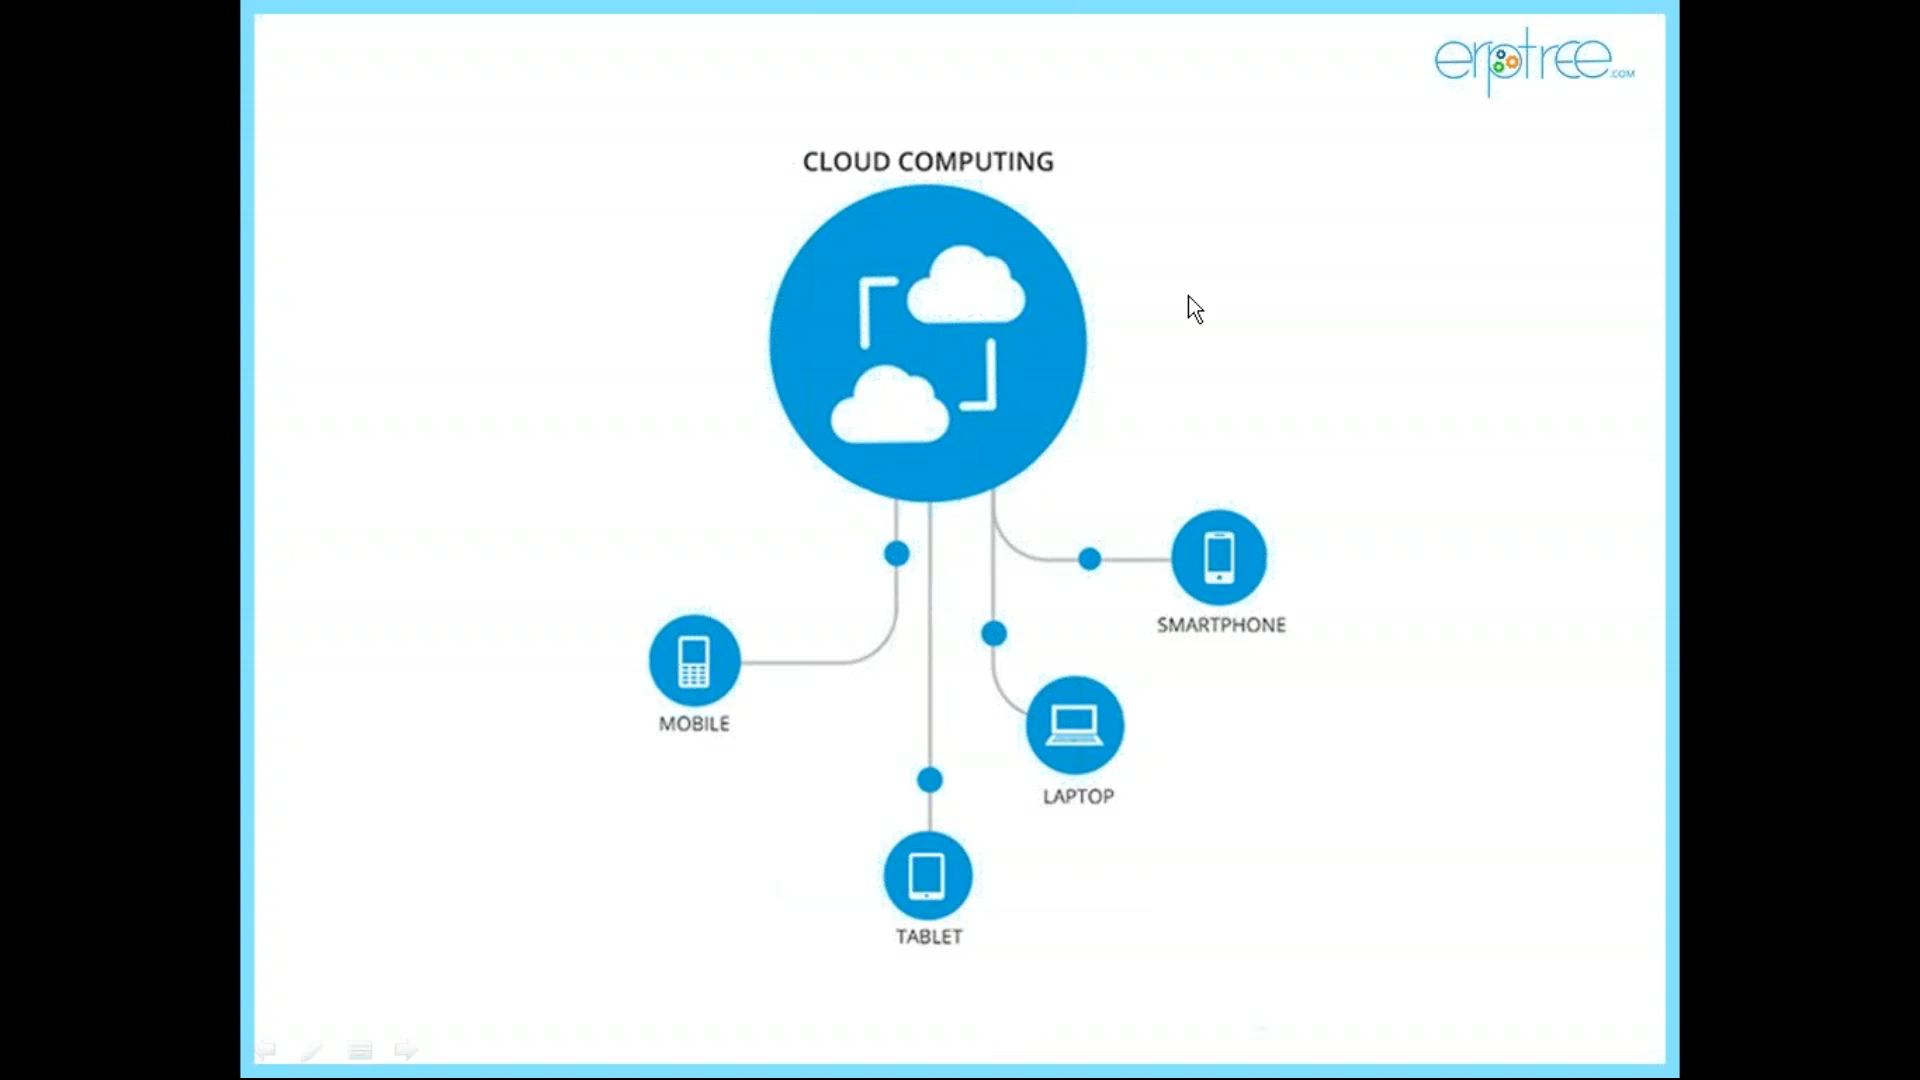 erptree.COM
CLOUD COMPUTING
SMARTPHONE
MOBILE
LAPTOP
TABLET